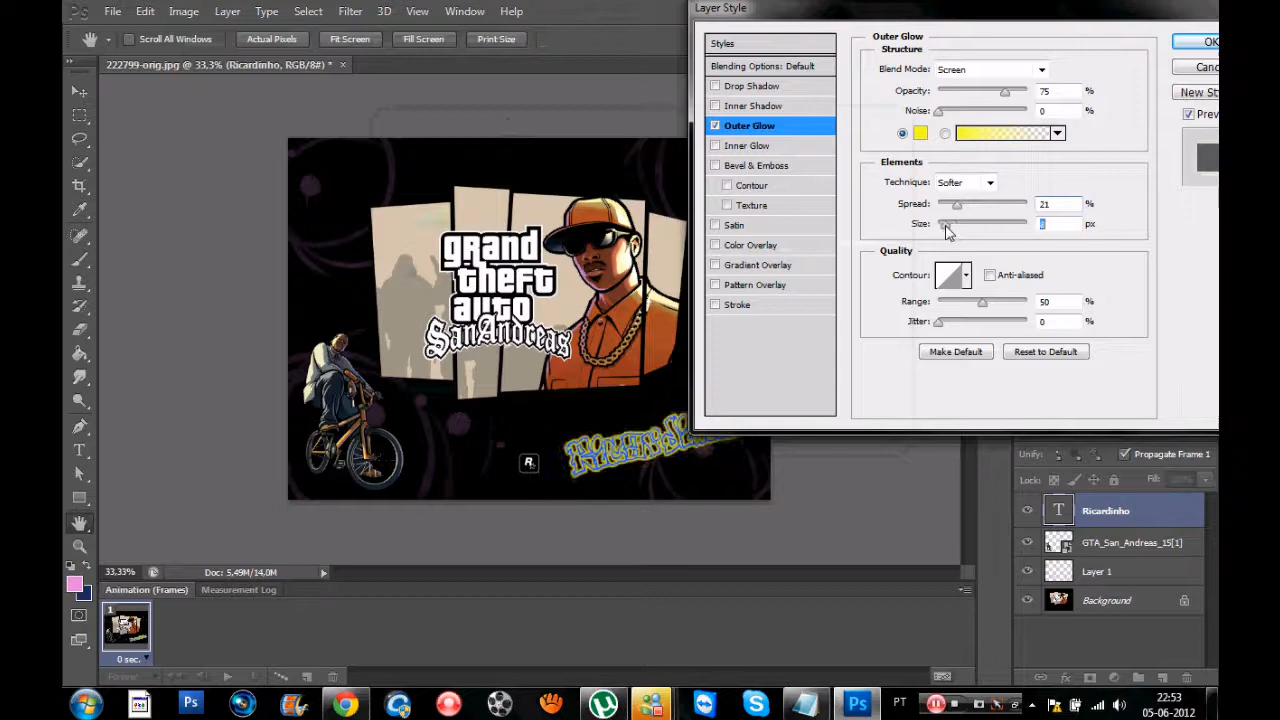 Ps File Edit Image Layer Type Select Filter 3D View Window Help
Layer Style
Scroll All Windows Actual Pixels Fit Screen Fill Screen Print Size
222799-orig.jpg @ 33,3% (Ricardinho, RGB/8#) * ×
Styles
Blending Options: Default
Drop Shadow
Inner Shadow
Outer Glow
Inner Glow
Bevel & Emboss
Contour
Texture
Satin
Color Overlay
Gradient Overlay
Pattern Overlay
Stroke
Outer Glow
Structure
Blend Mode: Screen
Opacity: 75 %
Noise: 0 %
Elements
Technique: Softer
Spread: 21 %
Size: px
Quality
Contour: Anti-aliased
Range: 50 %
Jitter: 0 %
Make Default Reset to Default
OK
Canc
New St
Prev
grand
theft
auto
San Andreas
R
Ricardinho
33,33% Doc: 5,49M/14,0M
Animation (Frames) Measurement Log
1
0 sec.
Forever
Unify: Propagate Frame 1
Lock: Fill:
T Ricardinho
GTA_San_Andreas_15[1]
Layer 1
Background
Ps Ps PT
22:53
05-06-2012